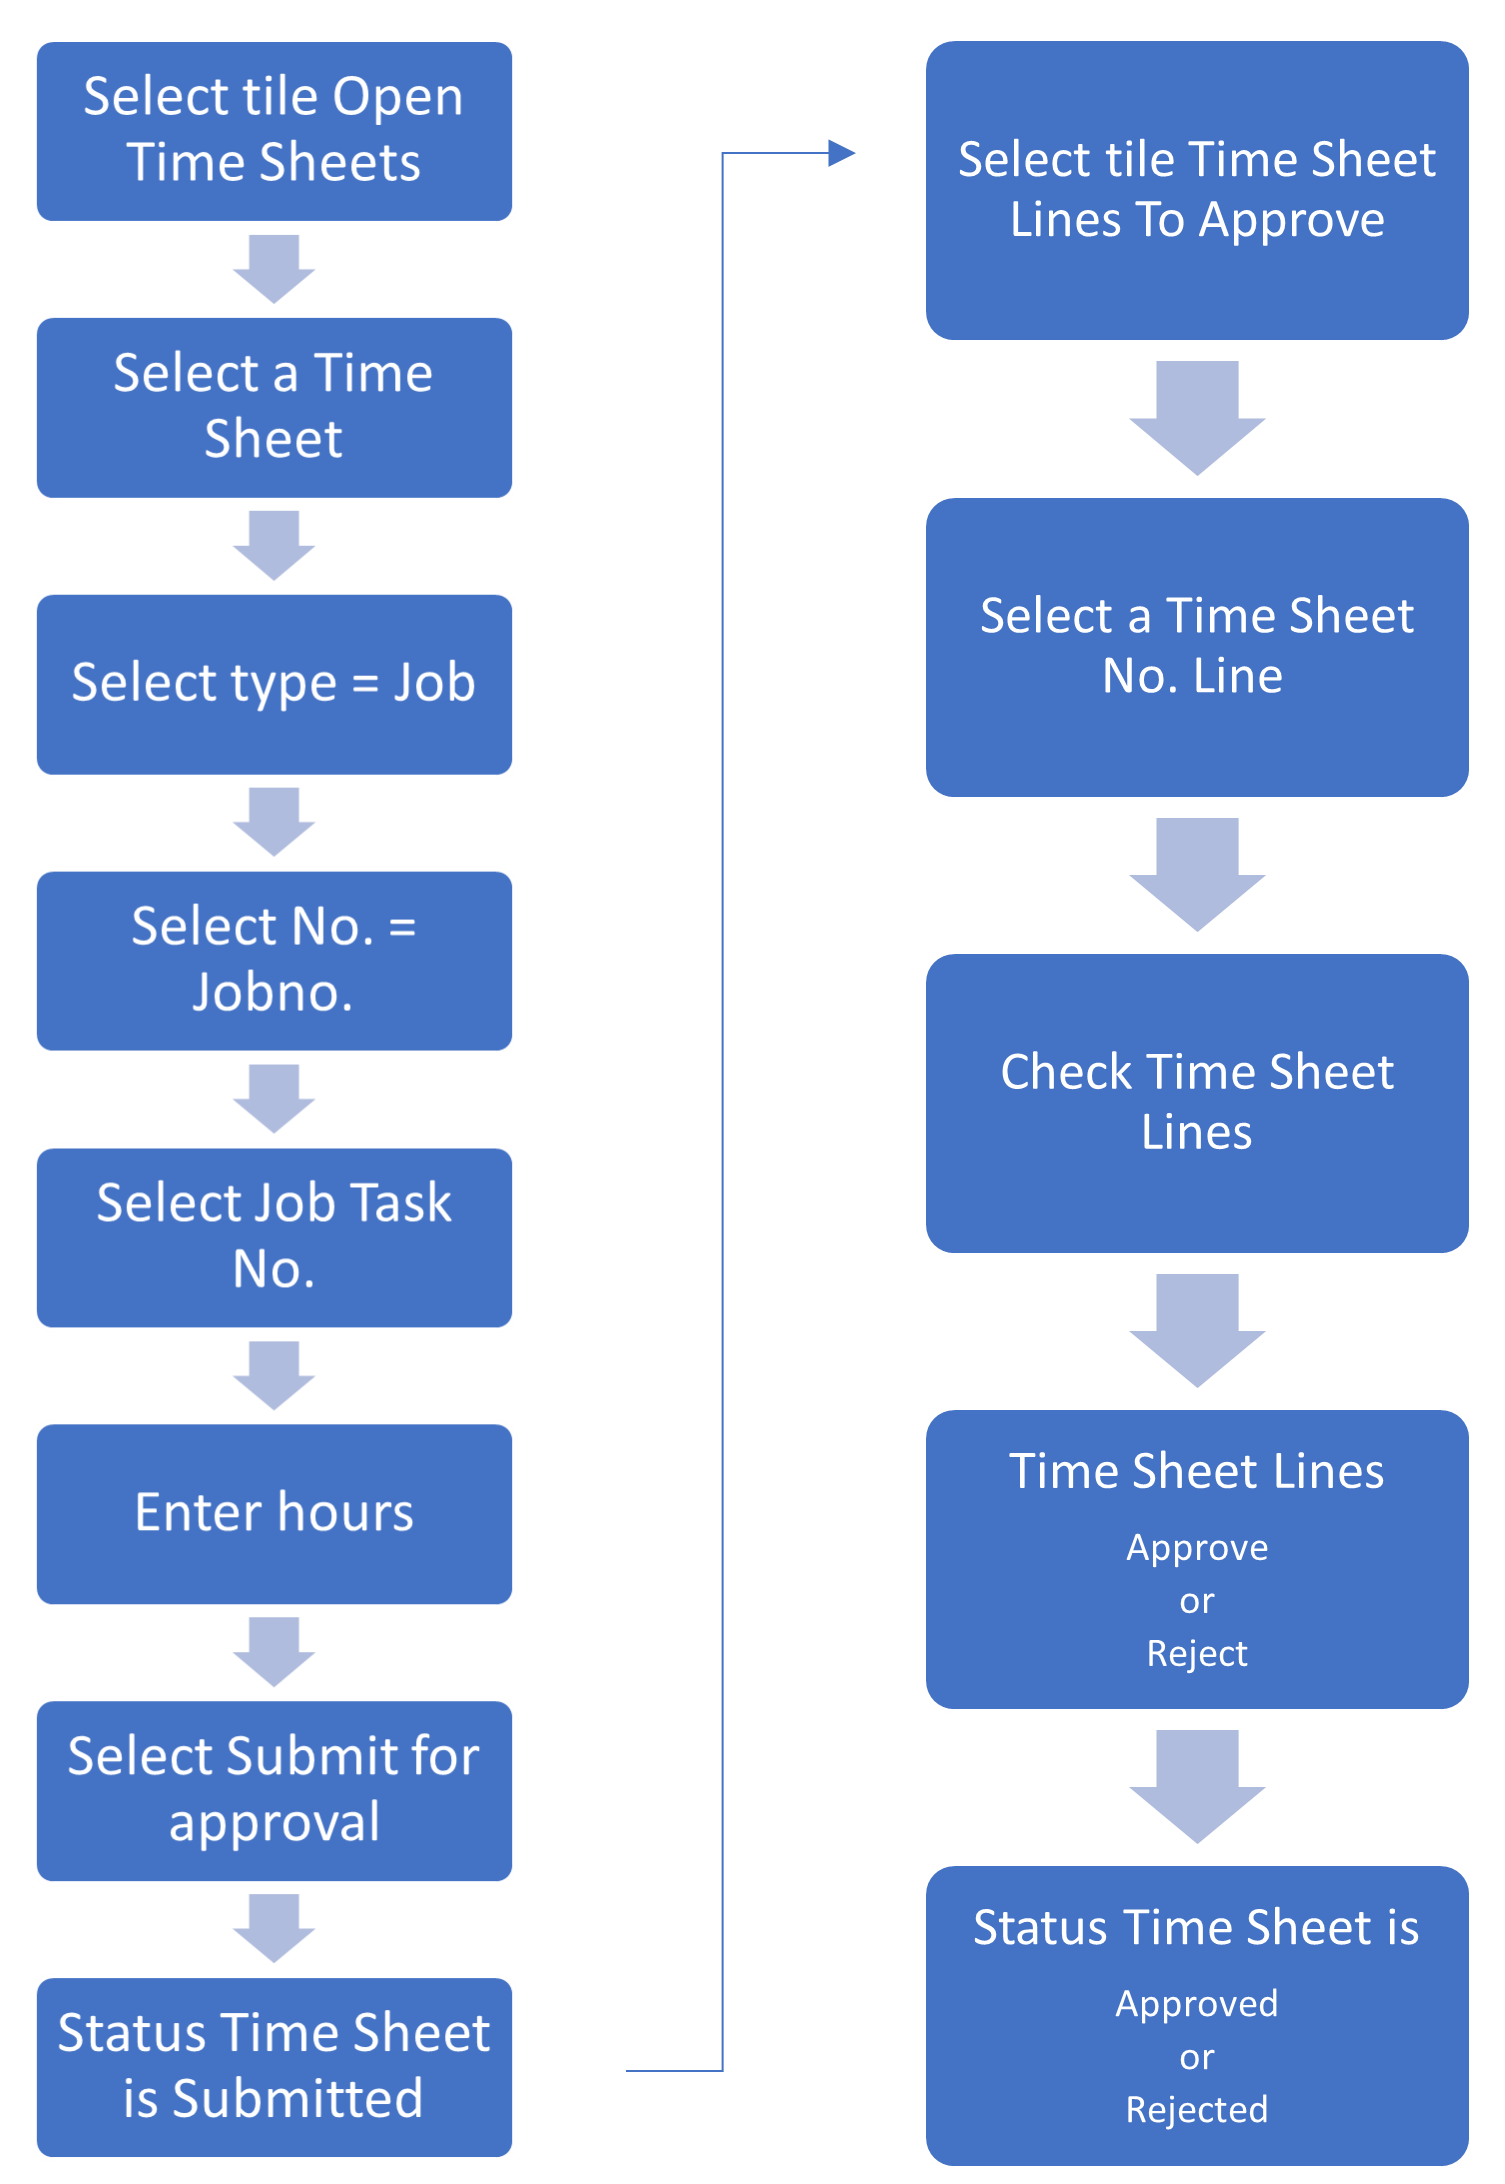 Select tile Open
Time Sheets
Select a Time
Sheet
Select type = Job
Select No. =
Jobno.
Select Job Task
No.
Enter hours
Select Submit for
approval
Status Time Sheet
is Submitted
Select tile Time Sheet
Lines To Approve
Select a Time Sheet
No. Line
Check Time Sheet
Lines
Time Sheet Lines
Approve
or
Reject
Status Time Sheet is
Approved
or
Rejected